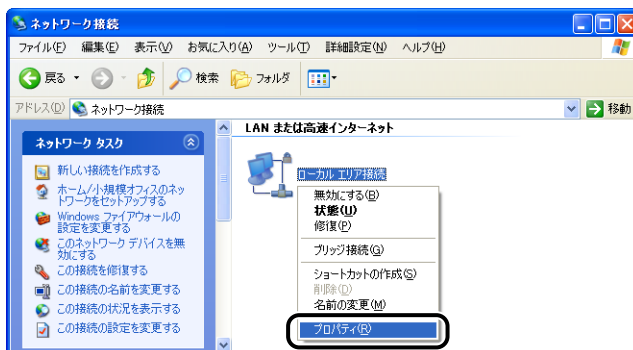 ネットワーク接続
ファイル(F) 編集(E) 表示(V) お気に入り(A) ツール(T) 詳細設定(N) ヘルプ(H)
戻る 検索 フォルダ
アドレス(D) ネットワーク接続 移動
ネットワーク タスク
新しい接続を作成する
ホーム/小規模オフィスのネッ
トワークをセットアップする
Windows ファイアウォールの
設定を変更する
このネットワーク デバイスを無
効にする
この接続を修復する
この接続の名前を変更する
この接続の状況を表示する
この接続の設定を変更する
LAN または高速インターネット
ローカル エリア接続
無効にする(B)
状態(U)
修復(P)
ブリッジ接続(G)
ショートカットの作成(S)
削除(D)
名前の変更(M)
プロパティ(R)